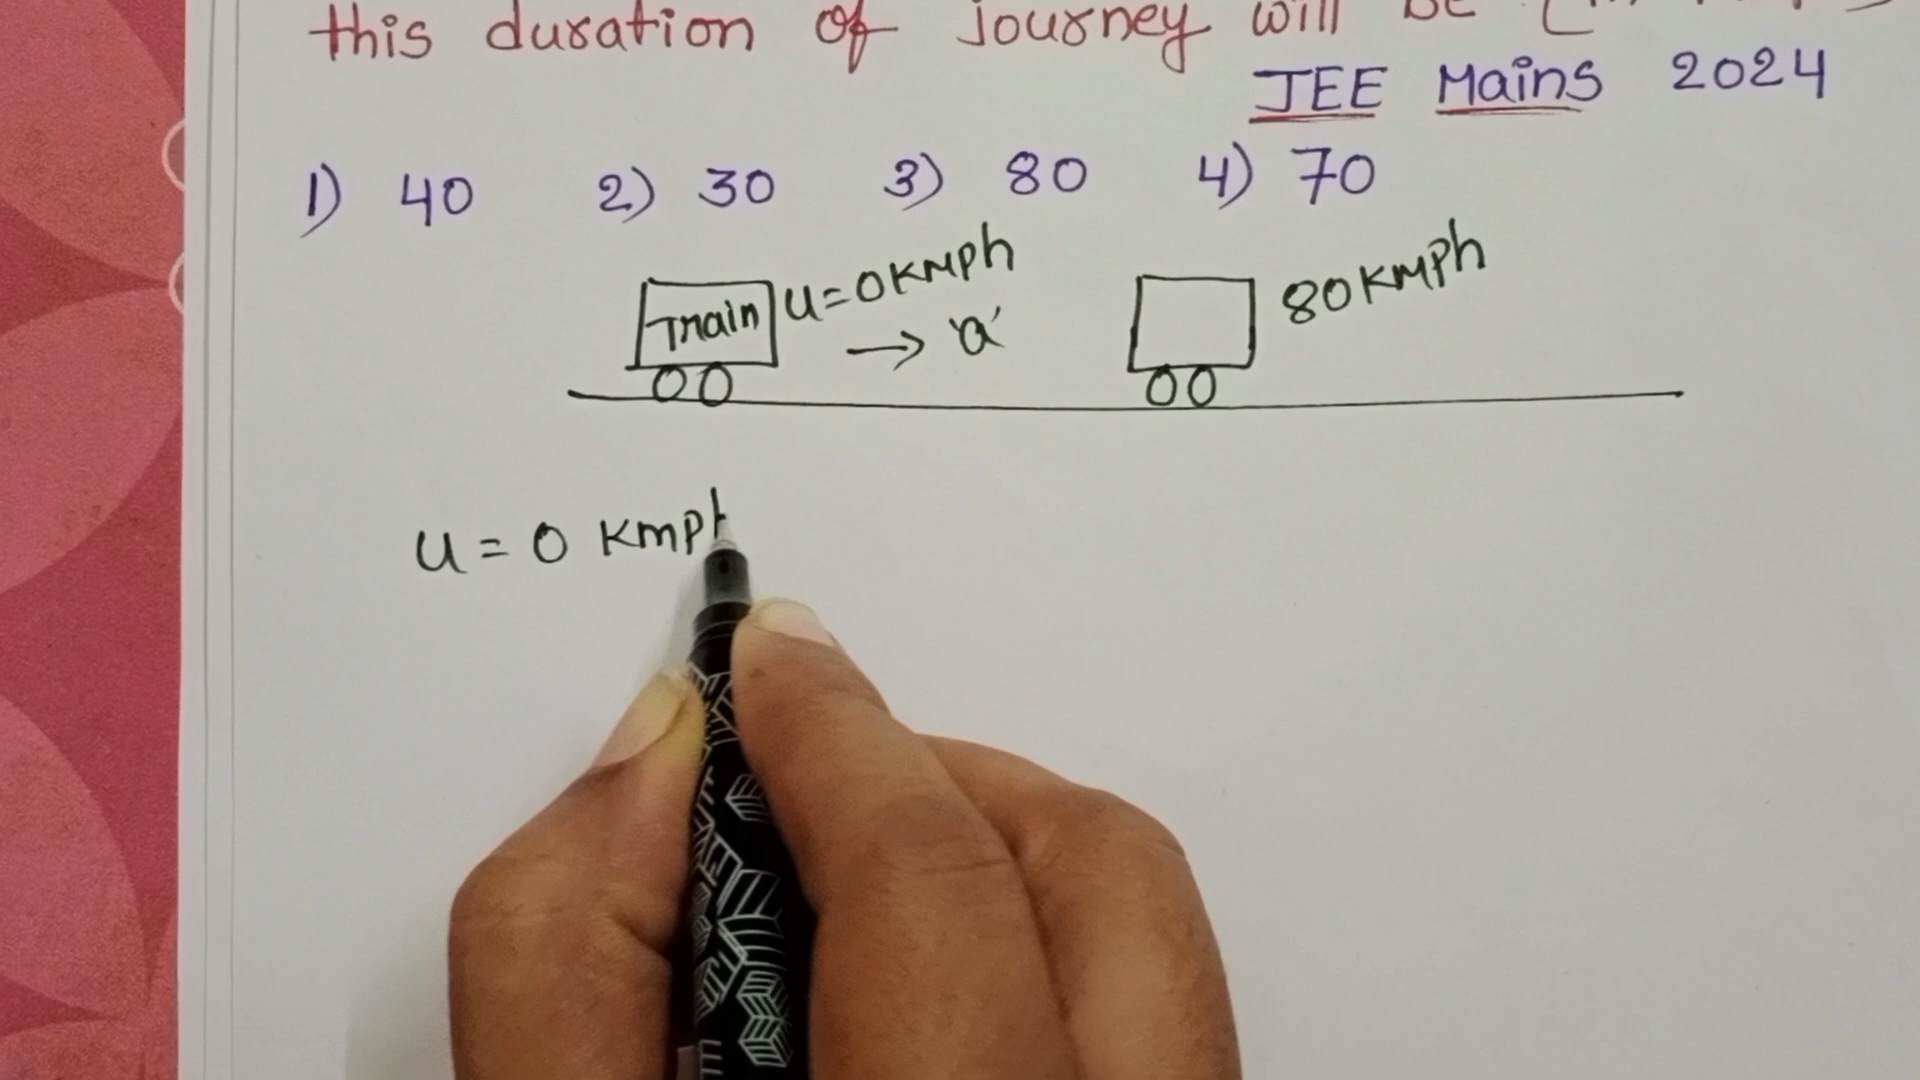 this duration of journey will be
JEE Mains 2024
1) 40 2) 30 3) 80 4) 70
Train u=0KMPh 80KMPh
→ 'a'
u = 0 KmPh